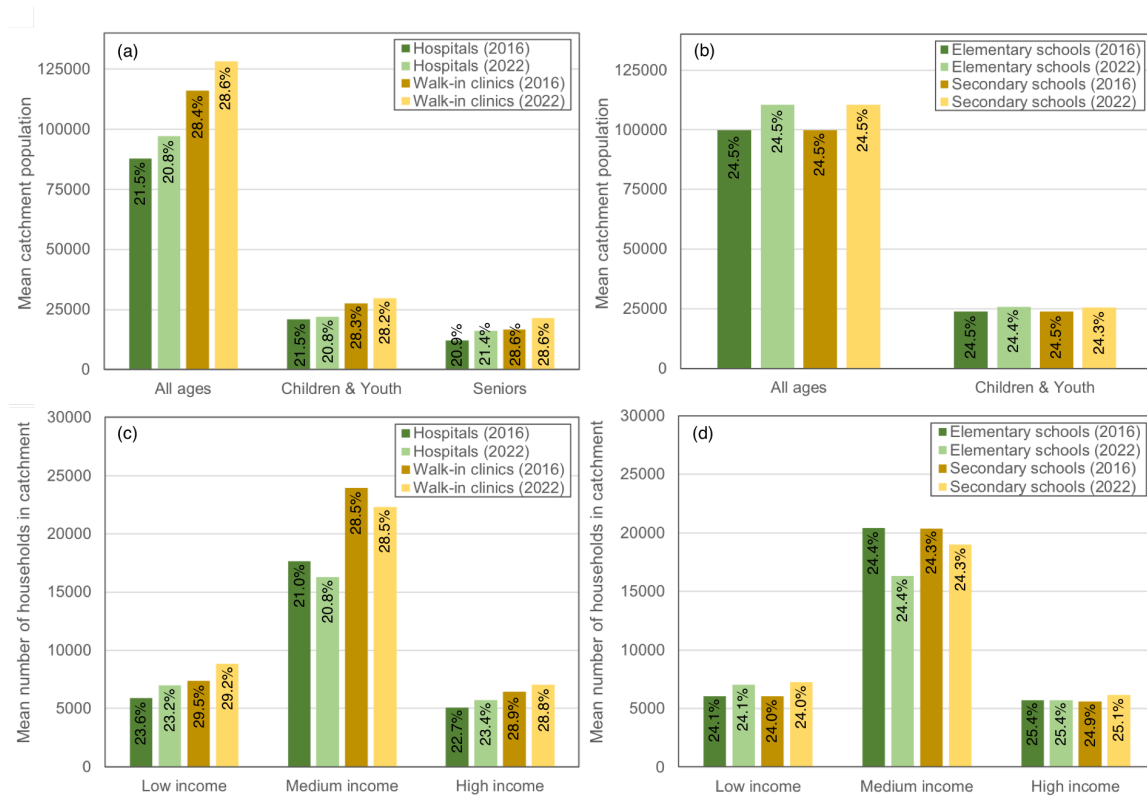 (a)
Hospitals (2016)
Hospitals (2022)
Walk-in clinics (2016)
Walk-in clinics (2022)
Mean catchment population
125000
100000
75000
50000
25000
0
21.5%
20.8%
28.4%
28.6%
21.5%
20.8%
28.3%
28.2%
20.9%
21.4%
28.6%
28.6%
All ages
Children & Youth
Seniors
(b)
Elementary schools (2016)
Elementary schools (2022)
Secondary schools (2016)
Secondary schools (2022)
Mean catchment population
125000
100000
75000
50000
25000
0
24.5%
24.5%
24.5%
24.5%
24.5%
24.4%
24.5%
24.3%
All ages
Children & Youth
(c)
Hospitals (2016)
Hospitals (2022)
Walk-in clinics (2016)
Walk-in clinics (2022)
Mean number of households in catchment
30000
25000
20000
15000
10000
5000
0
23.6%
23.2%
29.5%
29.2%
21.0%
20.8%
28.5%
28.5%
22.7%
23.4%
28.9%
28.8%
Low income
Medium income
High income
(d)
Elementary schools (2016)
Elementary schools (2022)
Secondary schools (2016)
Secondary schools (2022)
Mean number of households in catchment
30000
25000
20000
15000
10000
5000
0
24.1%
24.1%
24.0%
24.0%
24.4%
24.4%
24.3%
24.3%
25.4%
25.4%
24.9%
25.1%
Low income
Medium income
High income